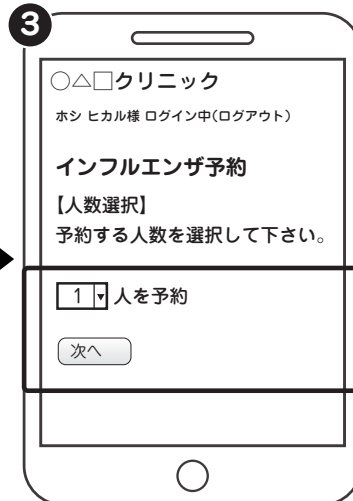 3
○△□クリニック
ホシ ヒカル様 ログイン中(ログアウト)
インフルエンザ予約
【人数選択】
予約する人数を選択して下さい。
1 ▼ 人を予約
次へ